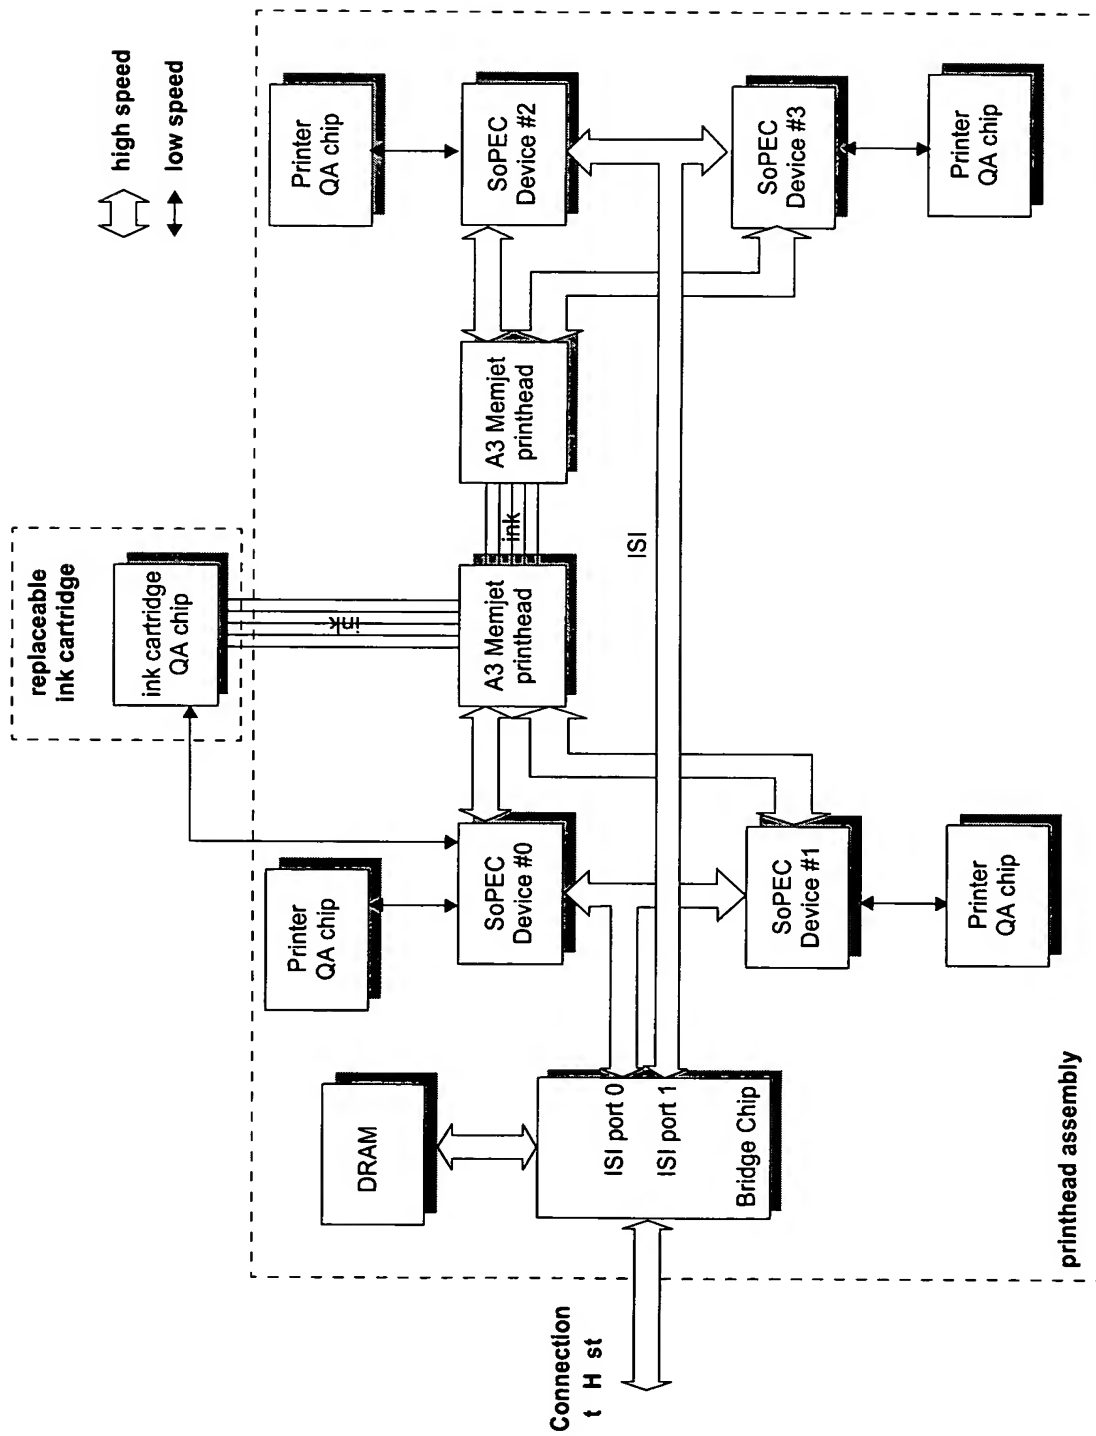 replaceable
ink cartridge
high speed
low speed
ink cartridge
QA chip
Printer
QA chip
Printer
QA chip
ink
DRAM
SoPEC
Device #0
A3 Memjet
printhead
ink
A3 Memjet
printhead
SoPEC
Device #2
Connection
t H st
ISI port 0
ISI port 1
Bridge Chip
ISI
SoPEC
Device #1
SoPEC
Device #3
Printer
QA chip
Printer
QA chip
printhead assembly